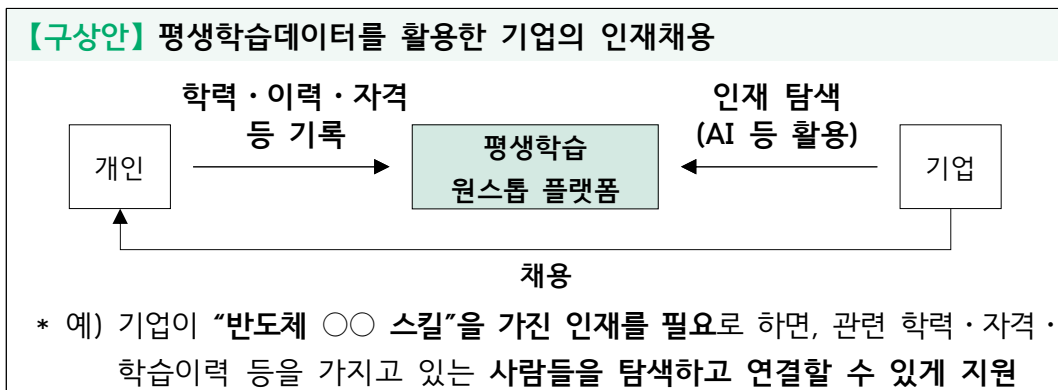 【구상안】 평생학습데이터를 활용한 기업의 인재채용
학력・이력・자격
등 기록
인재 탐색
(AI 등 활용)
개인
평생학습
원스톱 플랫폼
기업
채용
* 예) 기업이 “반도체 ○○ 스킬”을 가진 인재를 필요로 하면, 관련 학력・자격・
학습이력 등을 가지고 있는 사람들을 탐색하고 연결할 수 있게 지원